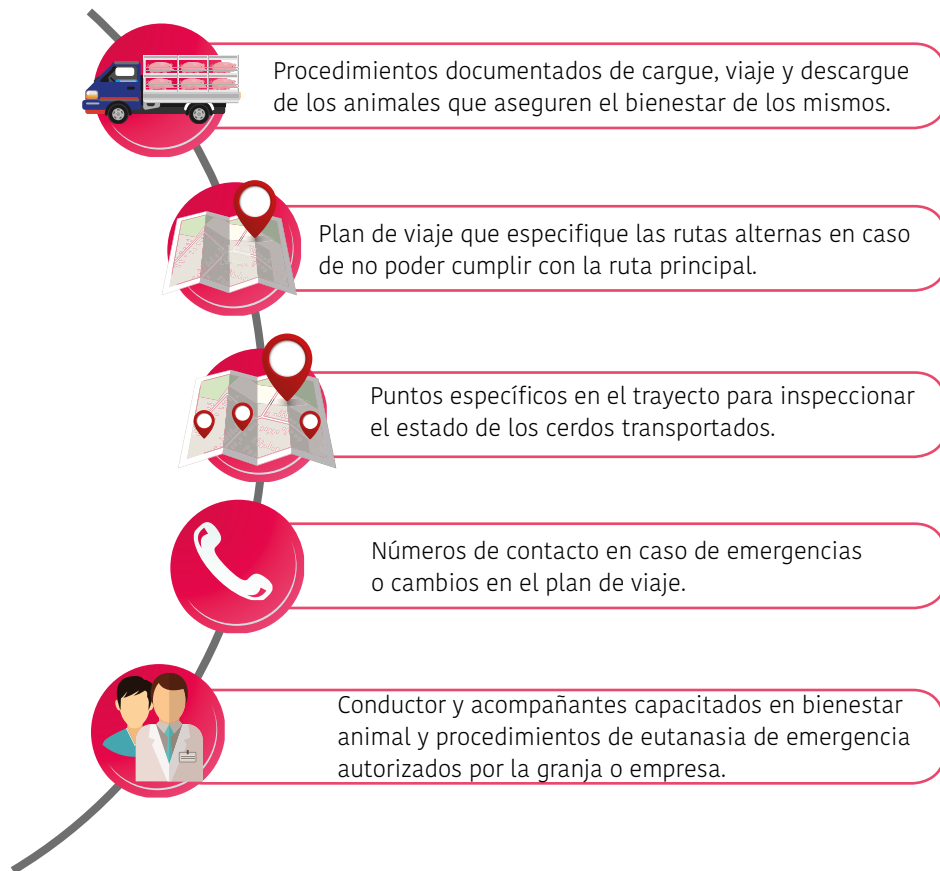 Procedimientos documentados de cargue, viaje y descargue
de los animales que aseguren el bienestar de los mismos.
Plan de viaje que especifique las rutas alternas en caso
de no poder cumplir con la ruta principal.
Puntos específicos en el trayecto para inspeccionar
el estado de los cerdos transportados.
Números de contacto en caso de emergencias
o cambios en el plan de viaje.
Conductor y acompañantes capacitados en bienestar
animal y procedimientos de eutanasia de emergencia
autorizados por la granja o empresa.